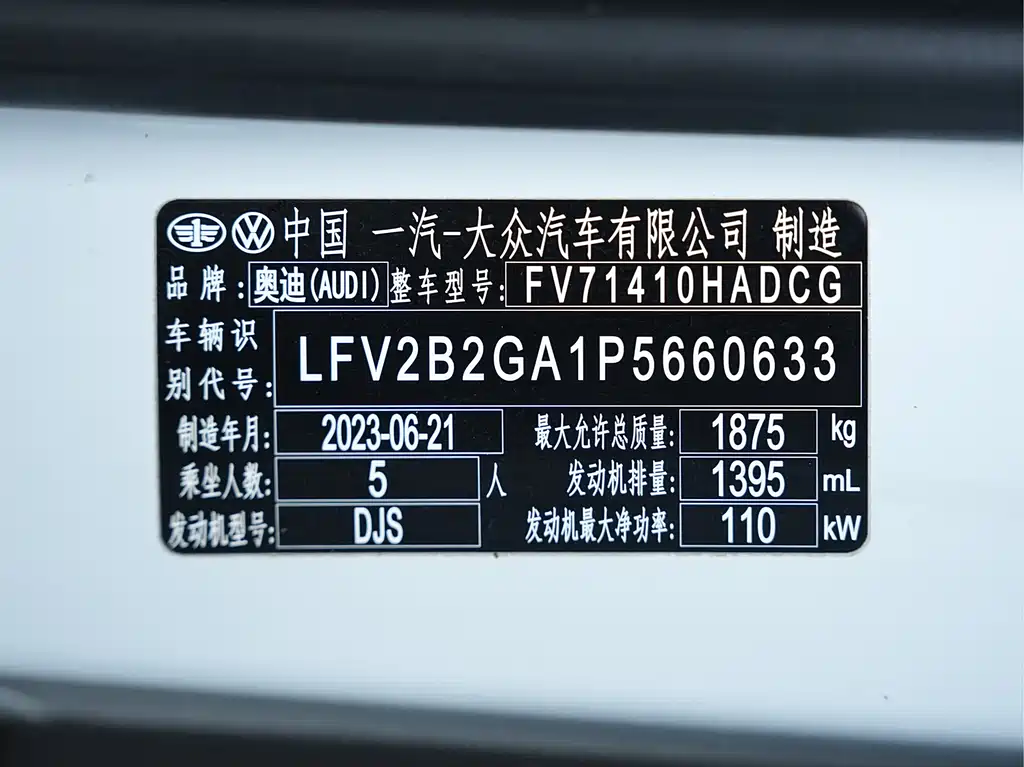 中国 一汽-大众汽车有限公司 制造
品牌:奥迪(AUDI) 整车型号:FV71410HADCG
车辆识别代号:LFV2B2GA1P5660633
制造年月:2023-06-21 最大允许总质量:1875 kg
乘坐人数:5 人 发动机排量:1395 mL
发动机型号:DJS 发动机最大净功率:110 kW